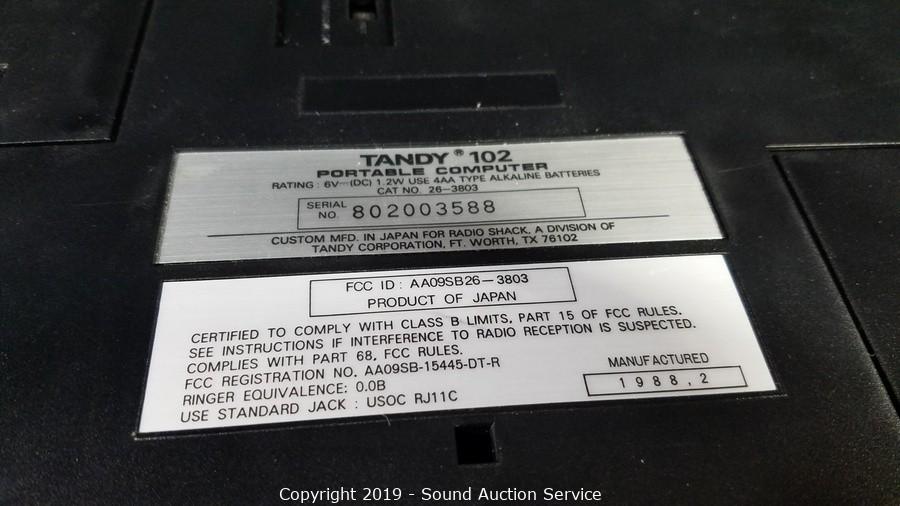 TANDY® 102
PORTABLE COMPUTER
RATING : 6V⎓(DC) 1.2W USE 4AA TYPE ALKALINE BATTERIES
CAT NO. 26-3803
SERIAL NO. 802003588
CUSTOM MFD. IN JAPAN FOR RADIO SHACK, A DIVISION OF
TANDY CORPORATION, FT. WORTH, TX 76102
FCC ID : AA09SB26-3803
PRODUCT OF JAPAN
CERTIFIED TO COMPLY WITH CLASS B LIMITS, PART 15 OF FCC RULES.
SEE INSTRUCTIONS IF INTERFERENCE TO RADIO RECEPTION IS SUSPECTED.
COMPLIES WITH PART 68, FCC RULES.
FCC REGISTRATION NO. AA09SB-15445-DT-R
RINGER EQUIVALENCE: 0.0B
USE STANDARD JACK : USOC RJ11C
MANUFACTURED
1988.2
Copyright 2019 - Sound Auction Service